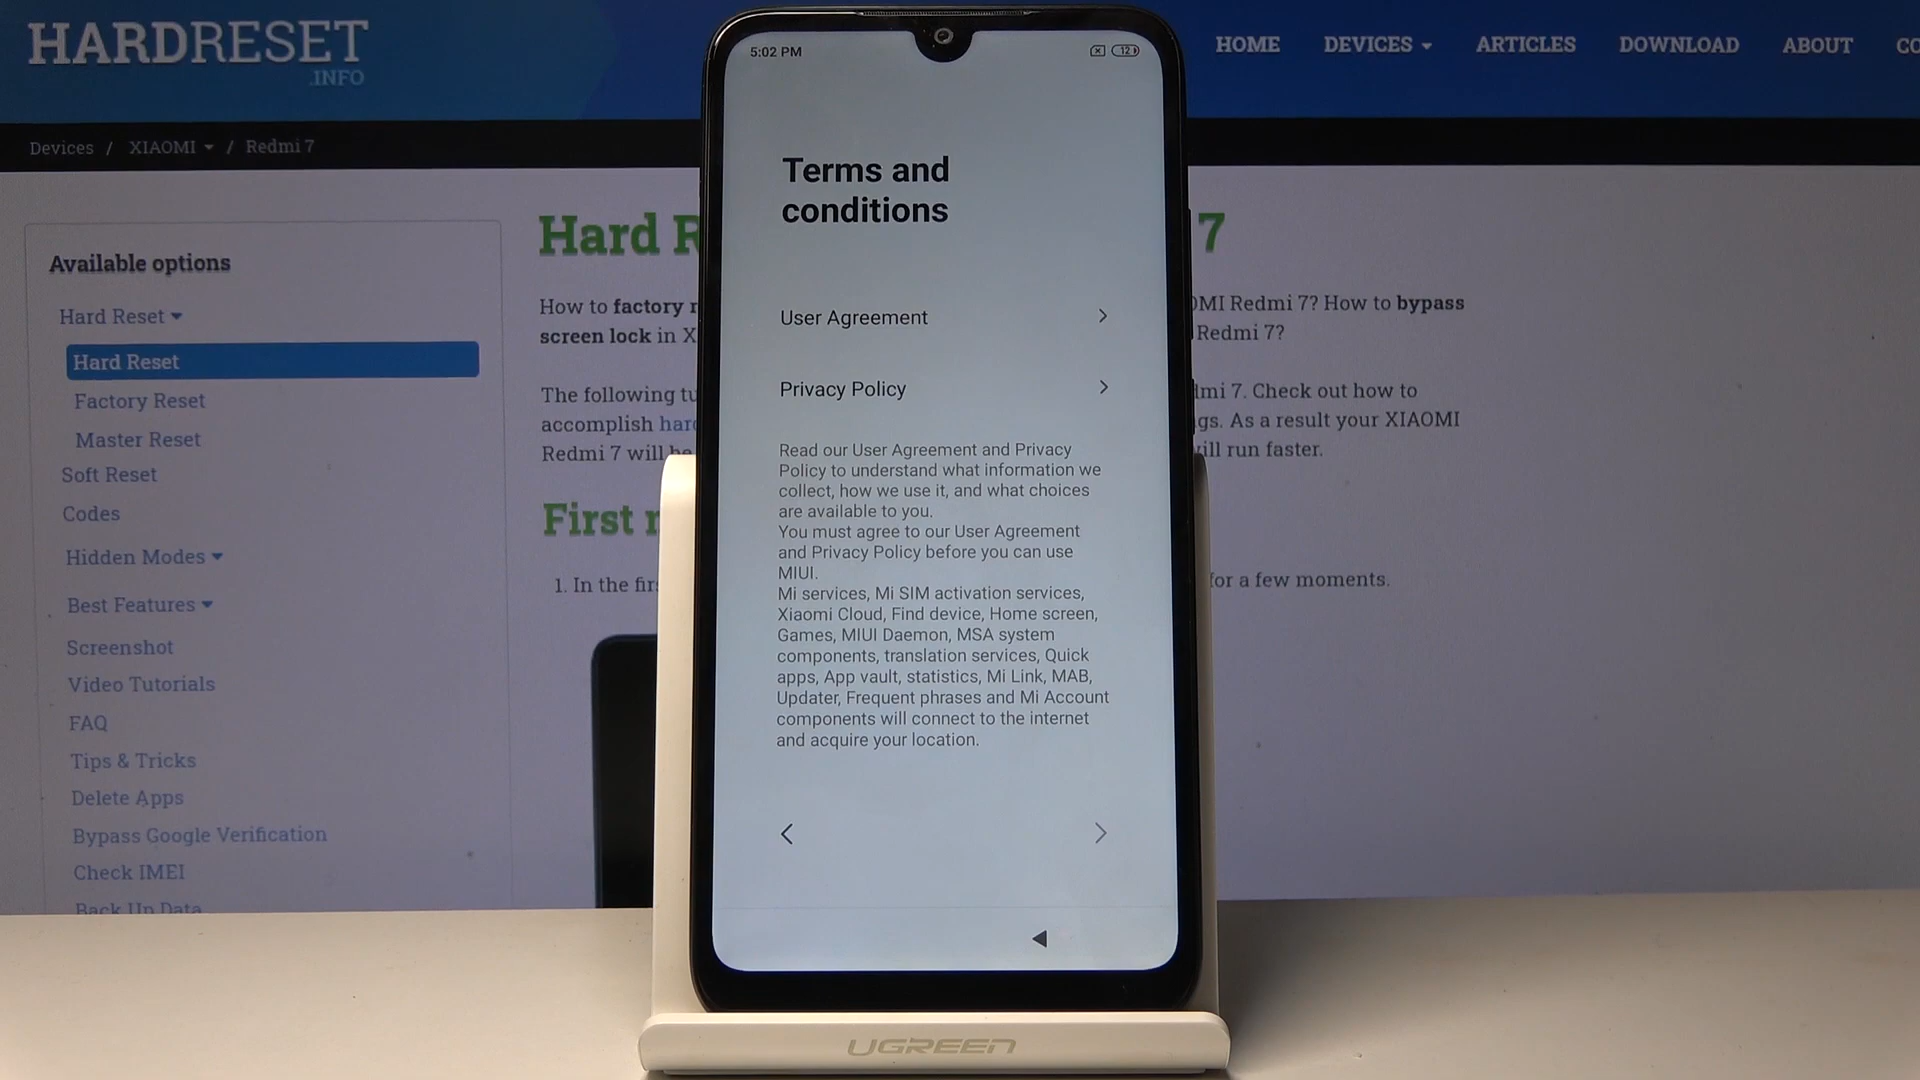 HARDRESET
.INFO
HOME DEVICES ARTICLES DOWNLOAD ABOUT
Devices / XIAOMI / Redmi 7
Available options
Hard Reset
Hard Reset
Factory Reset
Master Reset
Soft Reset
Codes
Hidden Modes
Best Features
Screenshot
Video Tutorials
FAQ
Tips & Tricks
Delete Apps
Bypass Google Verification
Check IMEI
Back Up Data
Hard 7
How to factory Redmi 7? How to bypass
screen lock in Redmi 7?
The following 7. Check out how to
accomplish As a result your XIAOMI
Redmi 7 will run faster.
First
1. In the for a few moments.
5:02 PM
12
Terms and
conditions
User Agreement
Privacy Policy
Read our User Agreement and Privacy
Policy to understand what information we
collect, how we use it, and what choices
are available to you.
You must agree to our User Agreement
and Privacy Policy before you can use
MIUI.
Mi services, Mi SIM activation services,
Xiaomi Cloud, Find device, Home screen,
Games, MIUI Daemon, MSA system
components, translation services, Quick
apps, App vault, statistics, Mi Link, MAB,
Updater, Frequent phrases and Mi Account
components will connect to the internet
and acquire your location.
UGREEN